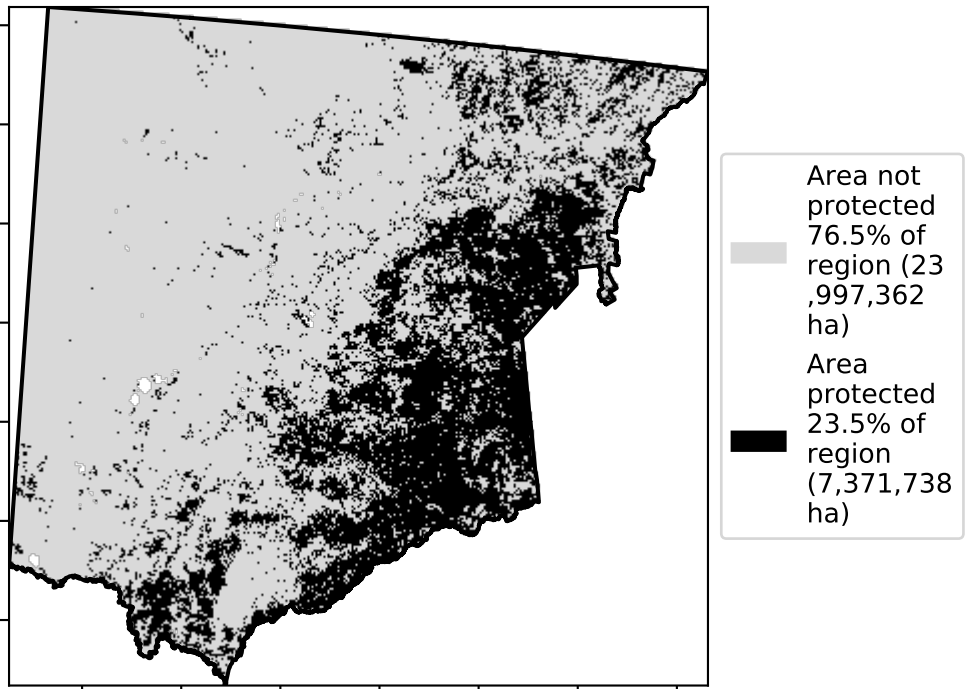 Area not
protected
76.5% of
region (23
,997,362
ha)
Area
protected
23.5% of
region
(7,371,738
ha)